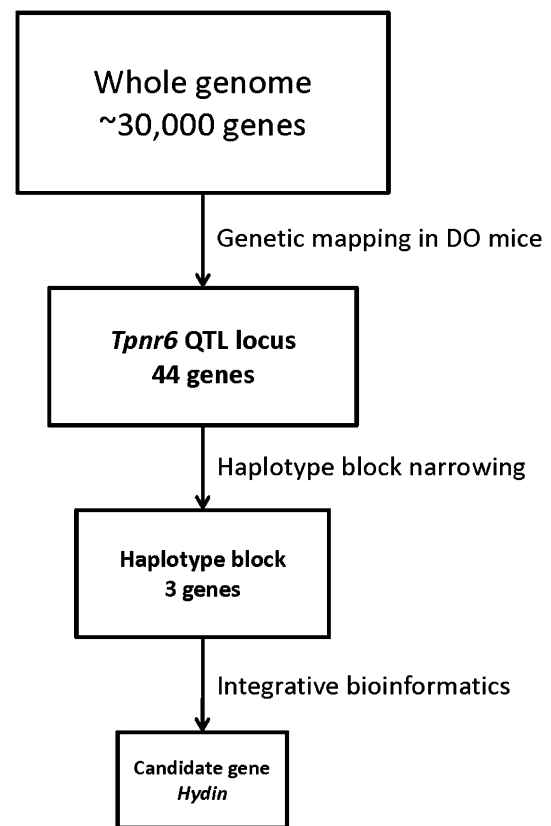 Whole genome
~30,000 genes
Genetic mapping in DO mice
Tpnr6 QTL locus
44 genes
Haplotype block narrowing
Haplotype block
3 genes
Integrative bioinformatics
Candidate gene
Hydin